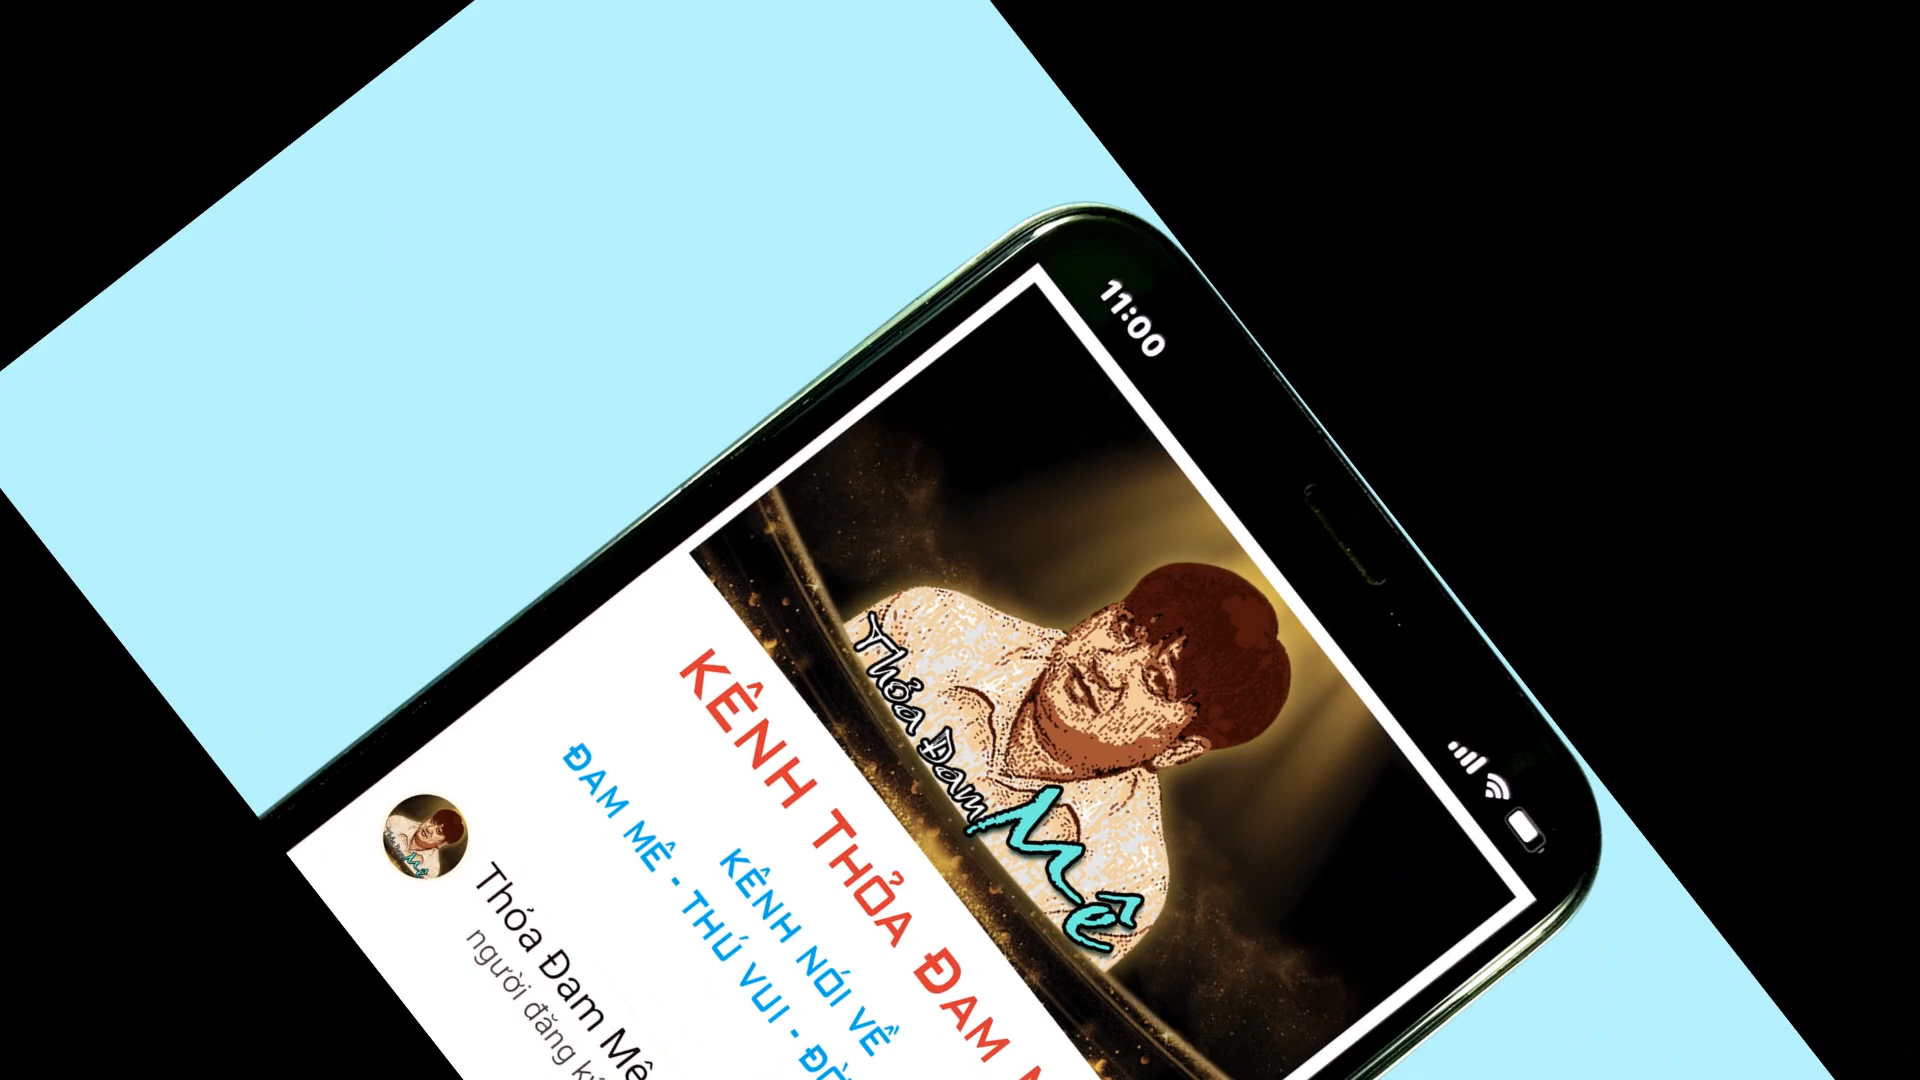 11:00
Thỏa Đam
Mê
KÊNH THỎA ĐAM
KÊNH NÓI VỀ
ĐAM MÊ - THÚ VUI -
Thỏa Đam Mê
người đăng